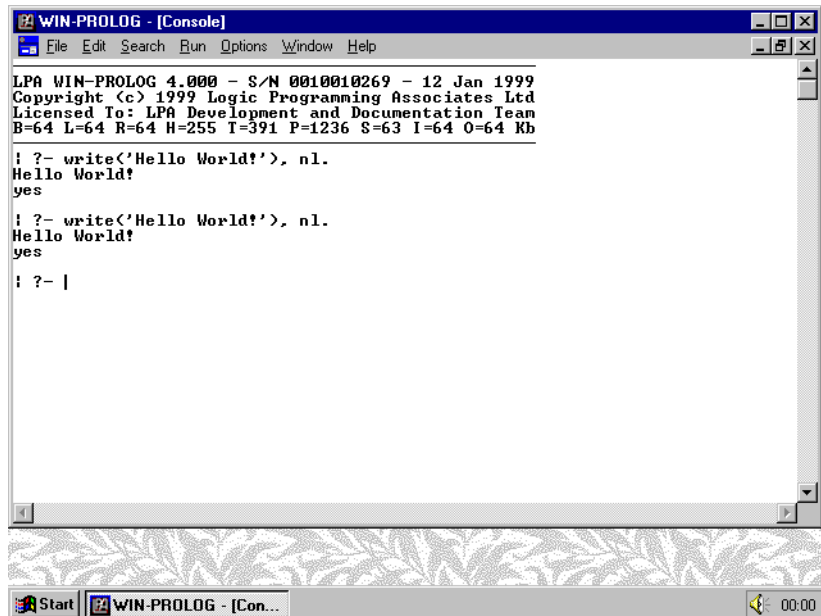 WIN-PROLOG - [Console]
File Edit Search Run Options Window Help
LPA WIN-PROLOG 4.000 - S/N 0010010269 - 12 Jan 1999
Copyright (c) 1999 Logic Programming Associates Ltd
Licensed To: LPA Development and Documentation Team
B=64 L=64 R=64 H=255 T=391 P=1236 S=63 I=64 O=64 Kb
| ?- write('Hello World!'), nl.
Hello World!
yes
| ?- write('Hello World!'), nl.
Hello World!
yes
| ?-
Start WIN-PROLOG - [Con... 00:00